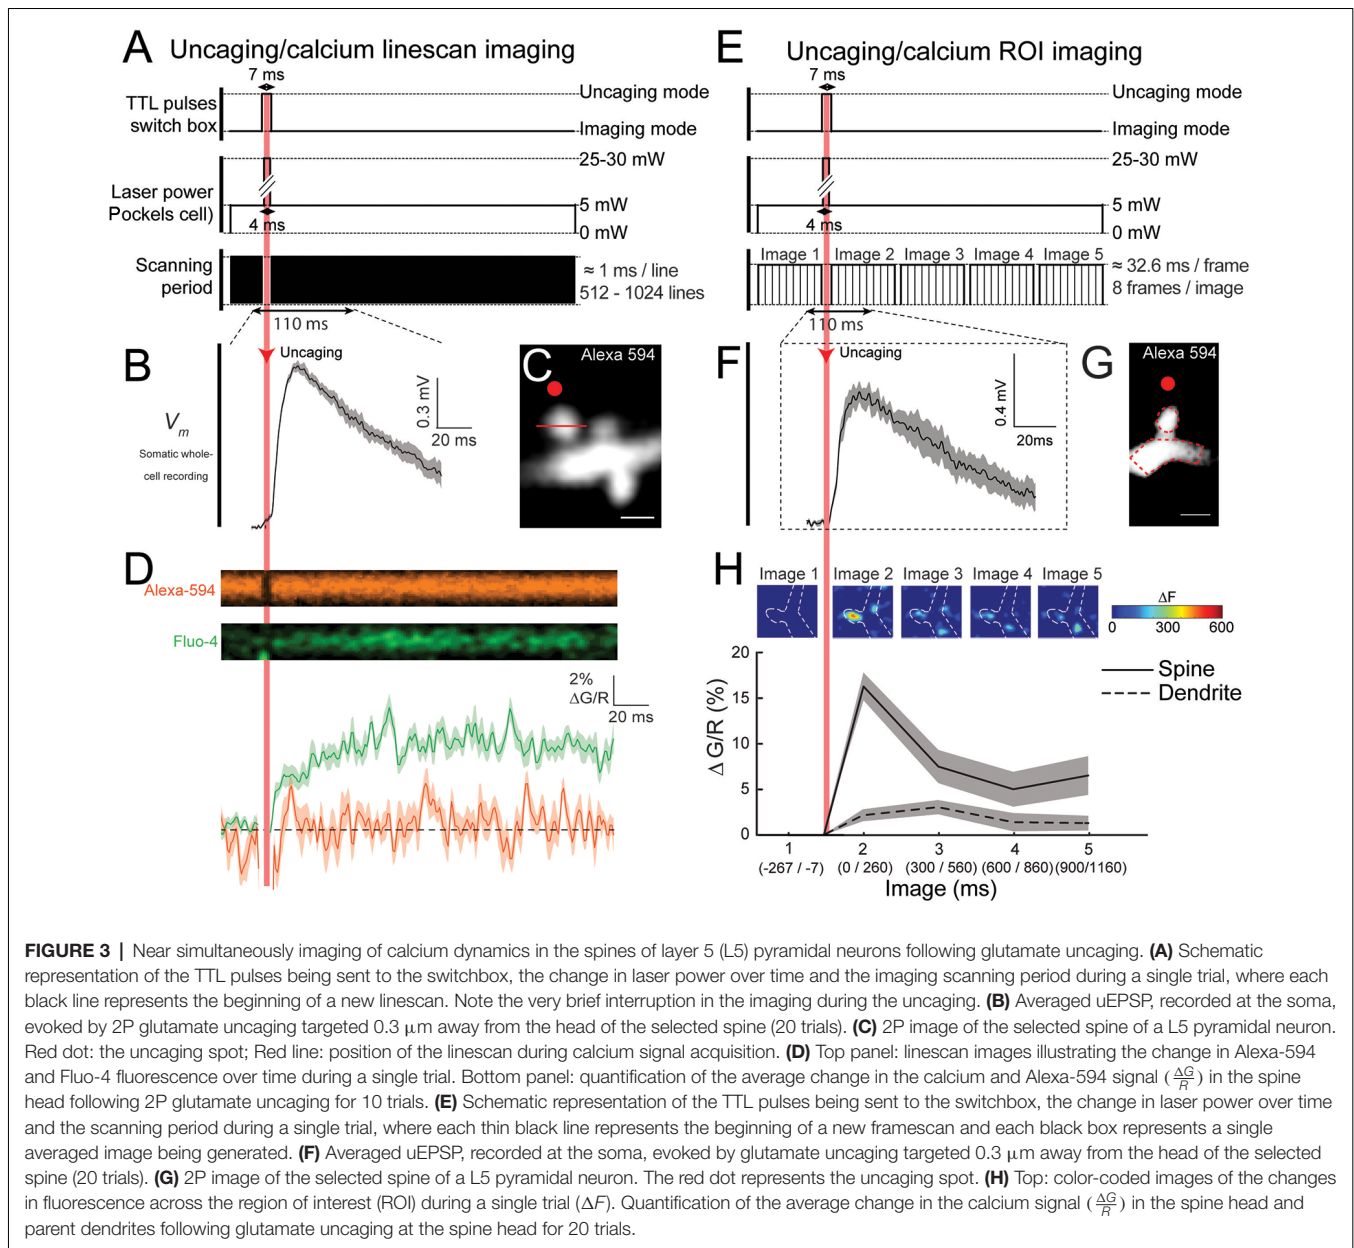 A Uncaging/calcium linescan imaging
7 ms
TTL pulses
switch box
Uncaging mode
Imaging mode
25-30 mW
Laser power
Pockels cell)
5 mW
4 ms
0 mW
Scanning
period
≈ 1 ms / line
512 - 1024 lines
110 ms
B
Uncaging
Vm
Somatic whole-
cell recording
0.3 mV
20 ms
C
Alexa 594
D
Alexa-594
Fluo-4
2%
ΔG/R
20 ms
E Uncaging/calcium ROI imaging
7 ms
Uncaging mode
Imaging mode
25-30 mW
5 mW
4 ms
0 mW
Image 1 Image 2 Image 3 Image 4 Image 5
≈ 32.6 ms / frame
8 frames / image
110 ms
F
Uncaging
0.4 mV
20ms
G
Alexa 594
H
Image 1 Image 2 Image 3 Image 4 Image 5
ΔF
0 300 600
Spine
Dendrite
Δ G/R (%)
20
15
10
5
0
1 2 3 4 5
(-267 / -7) (0 / 260) (300 / 560) (600 / 860) (900/1160)
Image (ms)
FIGURE 3 | Near simultaneously imaging of calcium dynamics in the spines of layer 5 (L5) pyramidal neurons following glutamate uncaging. (A) Schematic
representation of the TTL pulses being sent to the switchbox, the change in laser power over time and the imaging scanning period during a single trial, where each
black line represents the beginning of a new linescan. Note the very brief interruption in the imaging during the uncaging. (B) Averaged uEPSP, recorded at the soma,
evoked by 2P glutamate uncaging targeted 0.3 μm away from the head of the selected spine (20 trials). (C) 2P image of the selected spine of a L5 pyramidal neuron.
Red dot: the uncaging spot; Red line: position of the linescan during calcium signal acquisition. (D) Top panel: linescan images illustrating the change in Alexa-594
and Fluo-4 fluorescence over time during a single trial. Bottom panel: quantification of the average change in the calcium and Alexa-594 signal (ΔG/R) in the spine
head following 2P glutamate uncaging for 10 trials. (E) Schematic representation of the TTL pulses being sent to the switchbox, the change in laser power over time
and the scanning period during a single trial, where each thin black line represents the beginning of a new framescan and each black box represents a single
averaged image being generated. (F) Averaged uEPSP, recorded at the soma, evoked by glutamate uncaging targeted 0.3 μm away from the head of the selected
spine (20 trials). (G) 2P image of the selected spine of a L5 pyramidal neuron. The red dot represents the uncaging spot. (H) Top: color-coded images of the changes
in fluorescence across the region of interest (ROI) during a single trial (ΔF). Quantification of the average change in the calcium signal (ΔG/R) in the spine head and
parent dendrites following glutamate uncaging at the spine head for 20 trials.